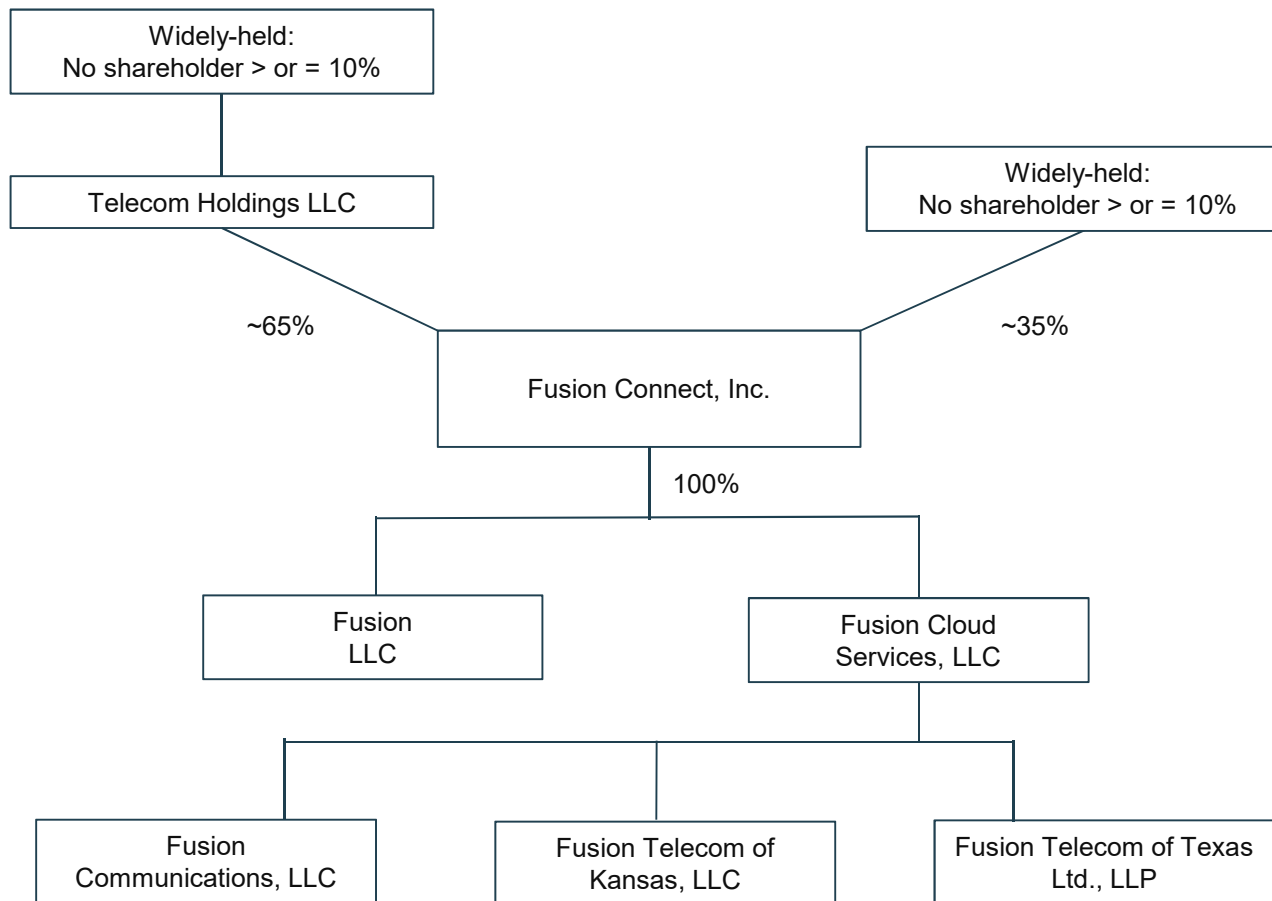 Widely-held:
No shareholder > or = 10%
Telecom Holdings LLC
Widely-held:
No shareholder > or = 10%
~65%
~35%
Fusion Connect, Inc.
100%
Fusion
LLC
Fusion Cloud
Services, LLC
Fusion
Communications, LLC
Fusion Telecom of
Kansas, LLC
Fusion Telecom of Texas
Ltd., LLP